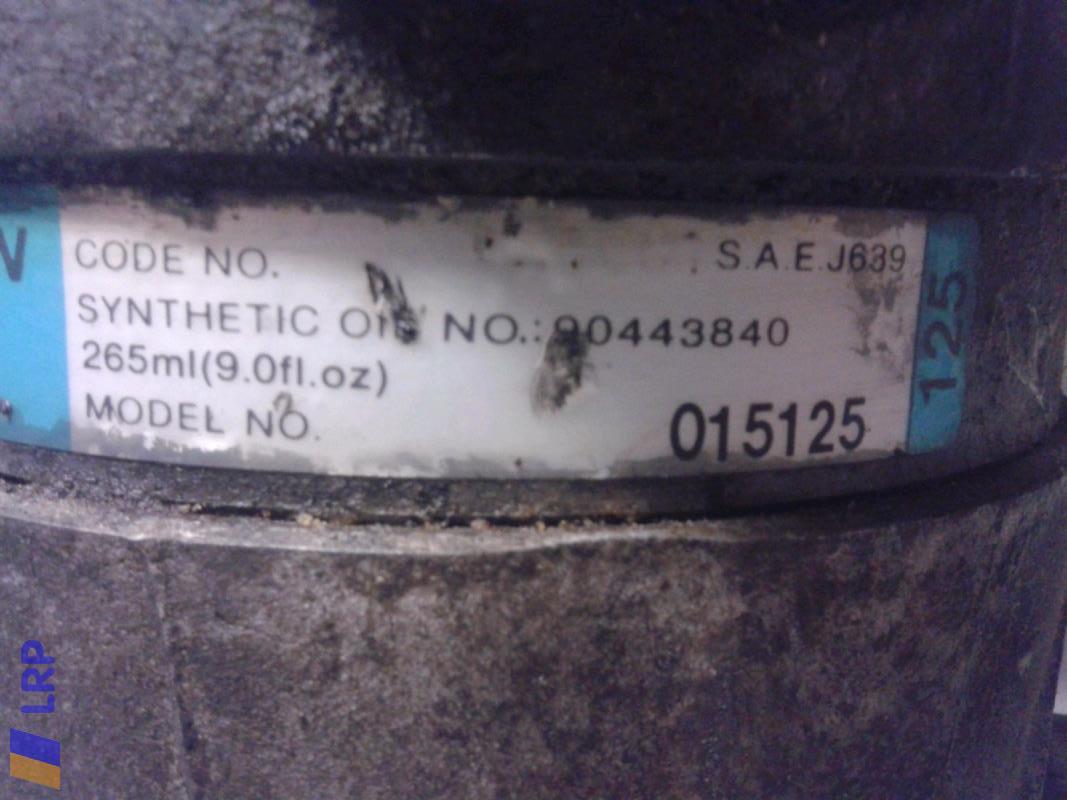 CODE NO.
S.A.E.J639
SYNTHETIC OIL NO.: 90443840
265ml(9.0fl.oz)
MODEL NO.
015125
125
LRP